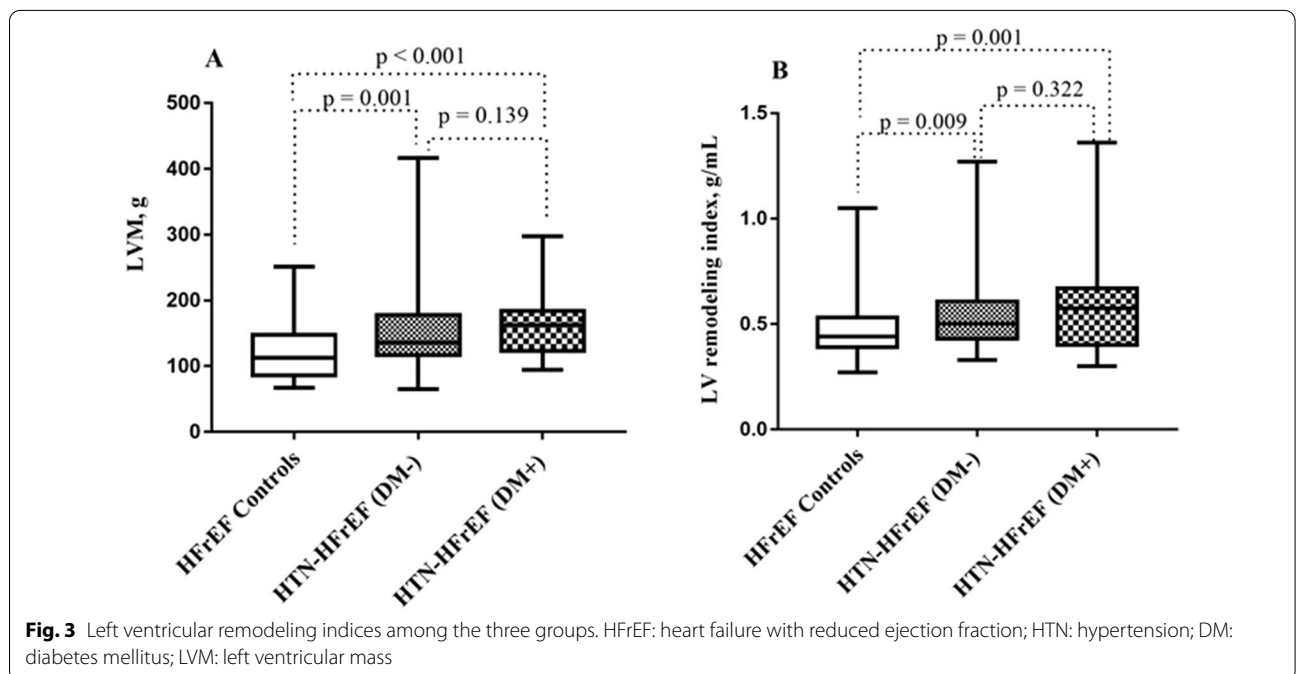 A
p < 0.001
p = 0.001
p = 0.139
LVM, g
500
400
300
200
100
0
HFrEF Controls
HTN-HFrEF (DM-)
HTN-HFrEF (DM+)
B
p = 0.001
p = 0.322
p = 0.009
LV remodeling index, g/mL
1.5
1.0
0.5
0.0
HFrEF Controls
HTN-HFrEF (DM-)
HTN-HFrEF (DM+)
Fig. 3 Left ventricular remodeling indices among the three groups. HFrEF: heart failure with reduced ejection fraction; HTN: hypertension; DM:
diabetes mellitus; LVM: left ventricular mass